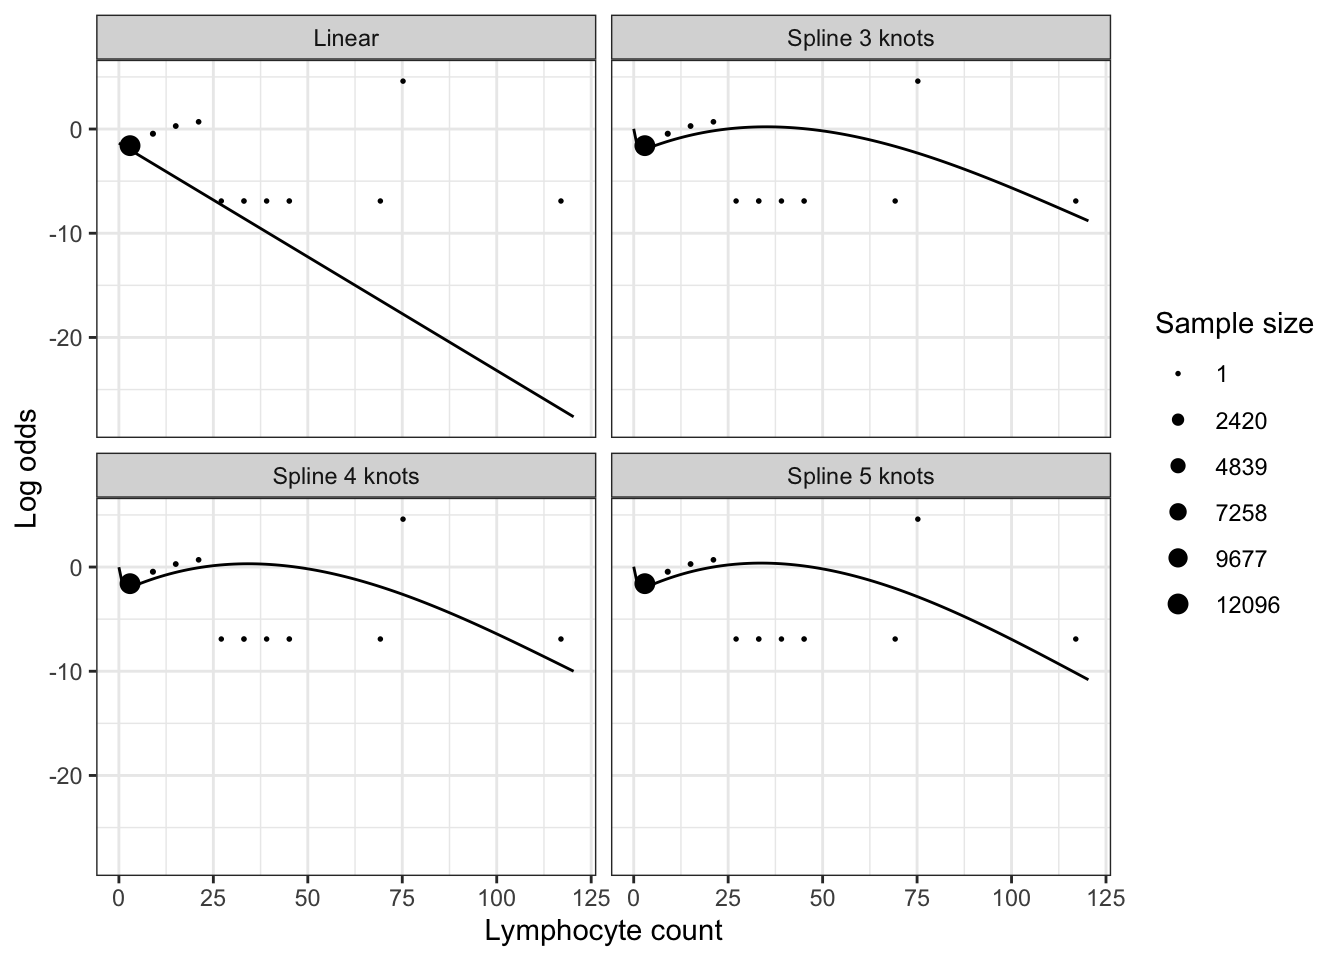 Linear
Spline 3 knots
0
-10
-20
Spline 4 knots
Spline 5 knots
0
-10
-20
0 25 50 75 100 125
0 25 50 75 100 125
Lymphocyte count
Log odds
Sample size
1
2420
4839
7258
9677
12096